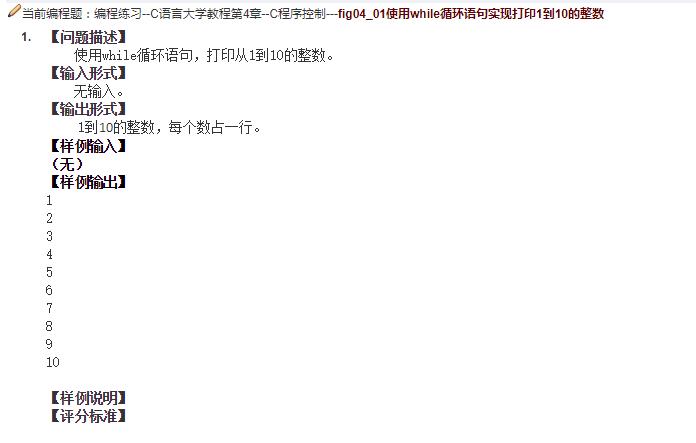 当前编程题：编程练习--C语言大学教程第4章--C程序控制---fig04_01使用while循环语句实现打印1到10的整数
1. 【问题描述】
使用while循环语句，打印从1到10的整数。
【输入形式】
无输入。
【输出形式】
1到10的整数，每个数占一行。
【样例输入】
（无）
【样例输出】
1
2
3
4
5
6
7
8
9
10
【样例说明】
【评分标准】